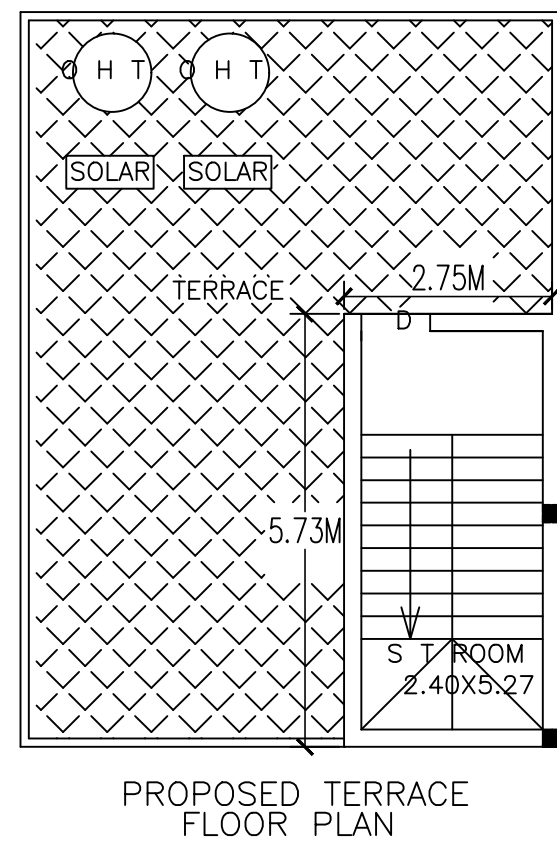 O H T O H T
SOLAR SOLAR
2.75M
TERRACE
D
5.73M
S T ROOM
2.40X5.27
PROPOSED TERRACE
FLOOR PLAN